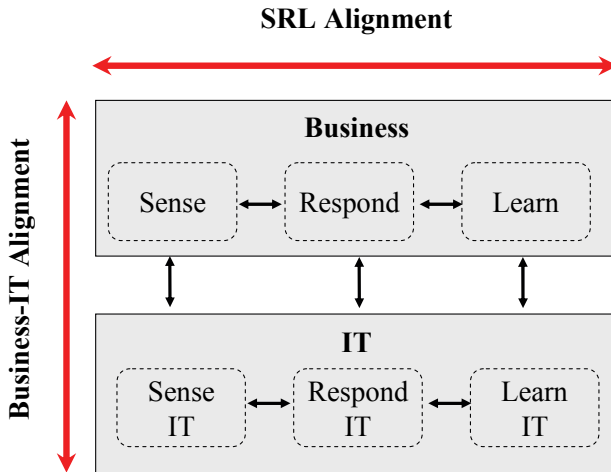 SRL Alignment
Business-IT Alignment
Business
Sense
Respond
Learn
IT
Sense
IT
Respond
IT
Learn
IT